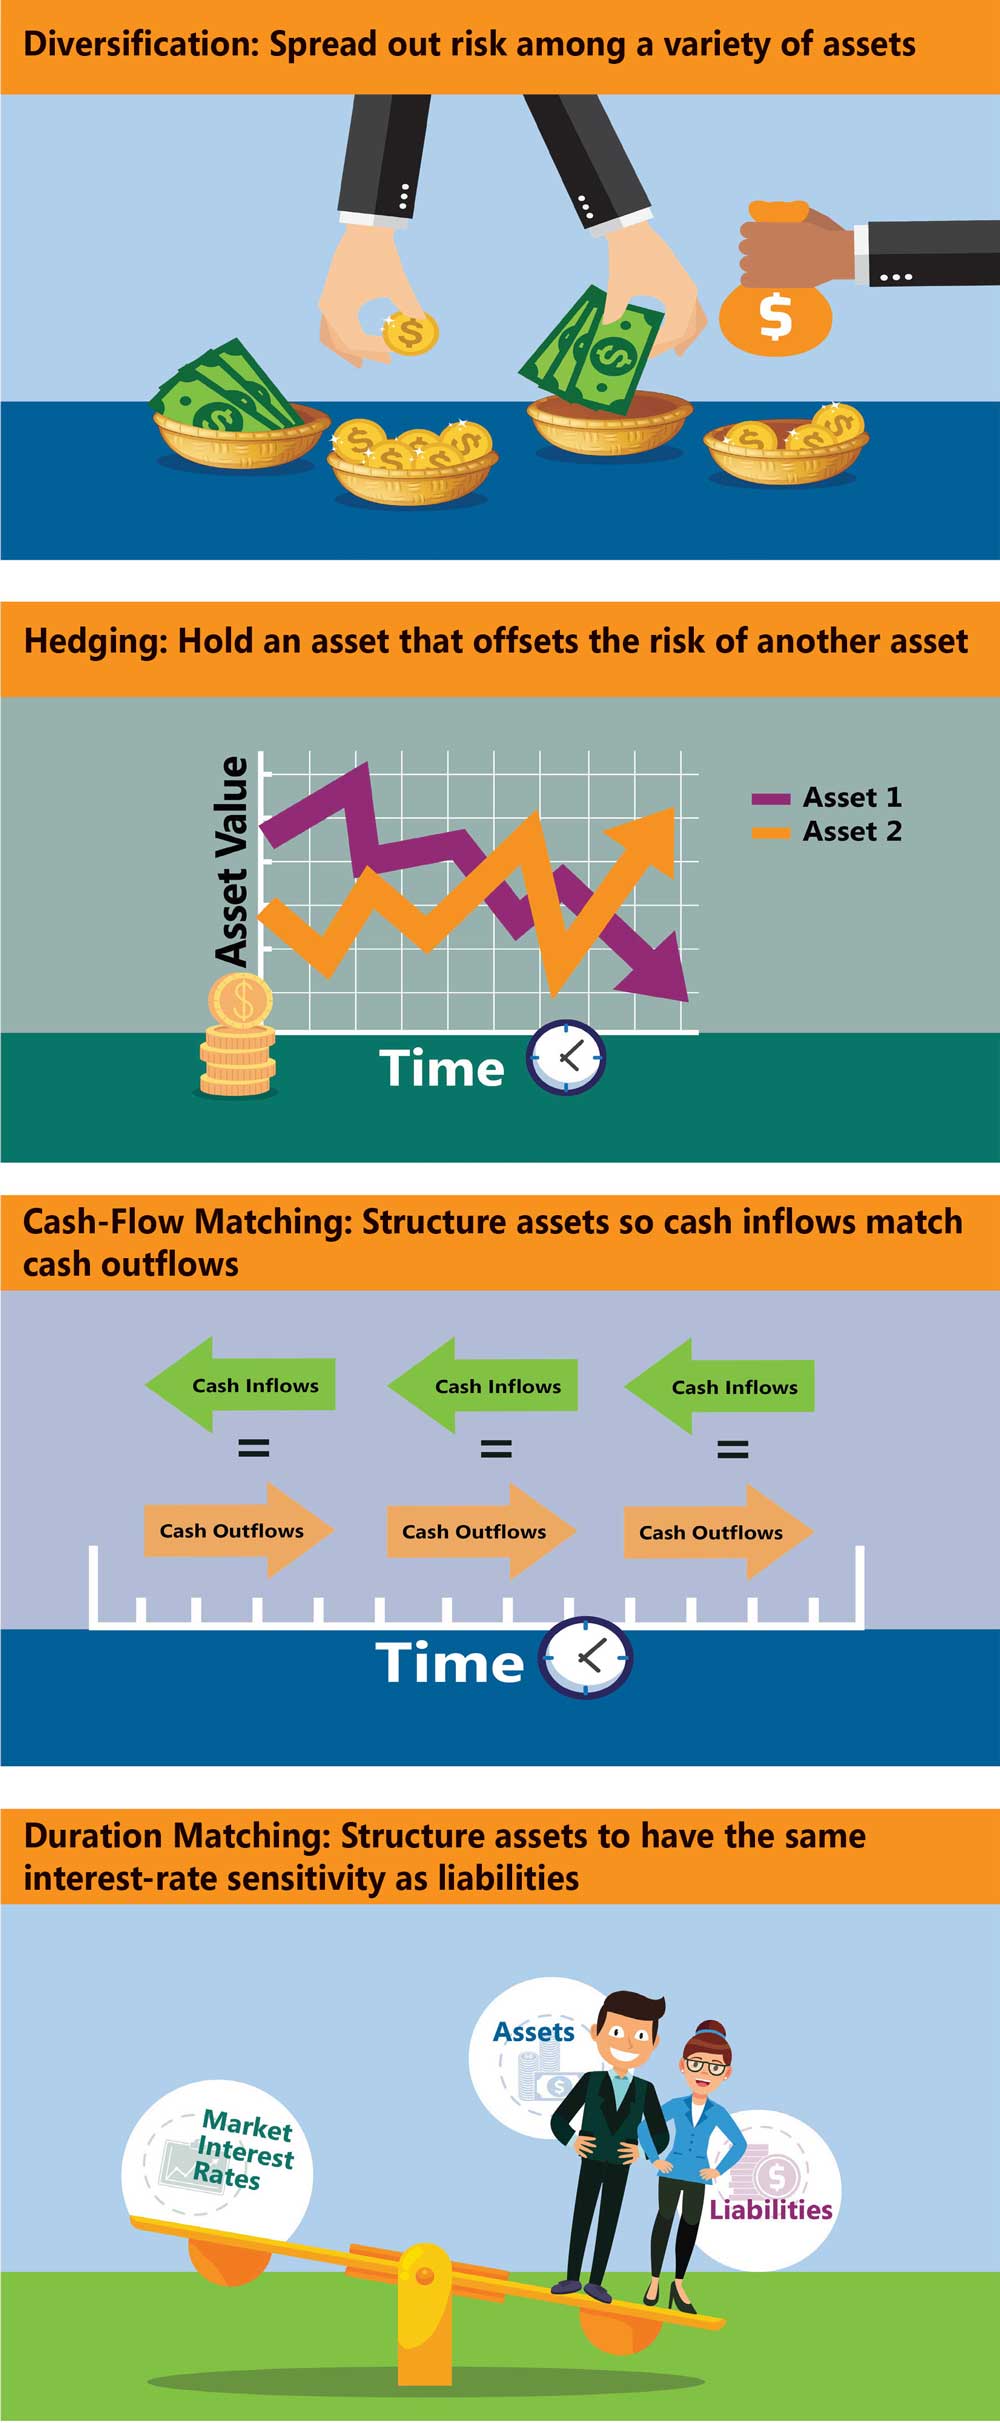 Diversification: Spread out risk among a variety of assets
$
$
$
$
$
$
$
$
$
$
$
$
$
Hedging: Hold an asset that offsets the risk of another asset
Asset Value
Asset 1
Asset 2
$
Time
Cash-Flow Matching: Structure assets so cash inflows match
cash outflows
Cash Inflows
Cash Inflows
Cash Inflows
=
=
=
Cash Outflows
Cash Outflows
Cash Outflows
Time
Duration Matching: Structure assets to have the same
interest-rate sensitivity as liabilities
Assets
$
Market
Interest
Rates
$
Liabilities